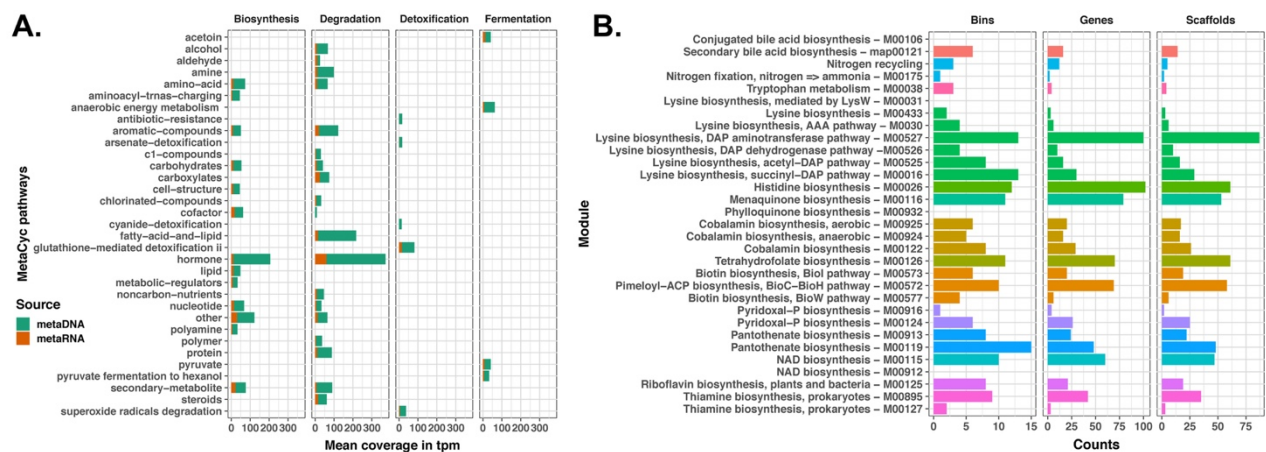 A.
Biosynthesis Degradation Detoxification Fermentation
MetaCyc pathways
acetoin
alcohol
aldehyde
amine
amino-acid
aminoacyl-trnas-charging
anaerobic energy metabolism
antibiotic-resistance
aromatic-compounds
arsenate-detoxification
c1-compounds
carbohydrates
carboxylates
cell-structure
chlorinated-compounds
cofactor
cyanide-detoxification
fatty-acid-and-lipid
glutathione-mediated detoxification ii
hormone
lipid
metabolic-regulators
noncarbon-nutrients
nucleotide
other
polyamine
polymer
protein
pyruvate
pyruvate fermentation to hexanol
secondary-metabolite
steroids
superoxide radicals degradation
Source
metaDNA
metaRNA
0 100 200 300 0 100 200 300 0 100 200 300 0 100 200 300
Mean coverage in tpm
B.
Bins Genes Scaffolds
Module
Conjugated bile acid biosynthesis – M00106
Secondary bile acid biosynthesis – map00121
Nitrogen recycling
Nitrogen fixation, nitrogen => ammonia – M00175
Tryptophan metabolism – M00038
Lysine biosynthesis, mediated by LysW – M00031
Lysine biosynthesis – M00433
Lysine biosynthesis, AAA pathway – M0030
Lysine biosynthesis, DAP aminotransferase pathway – M00527
Lysine biosynthesis, DAP dehydrogenase pathway – M00526
Lysine biosynthesis, acetyl-DAP pathway – M00525
Lysine biosynthesis, succinyl-DAP pathway – M00016
Histidine biosynthesis – M00026
Menaquinone biosynthesis – M00116
Phylloquinone biosynthesis – M00932
Cobalamin biosynthesis, aerobic – M00925
Cobalamin biosynthesis, anaerobic – M00924
Cobalamin biosynthesis – M00122
Tetrahydrofolate biosynthesis – M00126
Biotin biosynthesis, BioI pathway – M00573
Pimeloyl-ACP biosynthesis, BioC-BioH pathway – M00572
Biotin biosynthesis, BioW pathway – M00577
Pyridoxal-P biosynthesis – M00916
Pyridoxal-P biosynthesis – M00124
Pantothenate biosynthesis – M00913
Pantothenate biosynthesis – M00119
NAD biosynthesis – M00115
NAD biosynthesis – M00912
Riboflavin biosynthesis, plants and bacteria – M00125
Thiamine biosynthesis, prokaryotes – M00895
Thiamine biosynthesis, prokaryotes – M00127
0 5 10 15 0 25 50 75 100 0 25 50 75
Counts